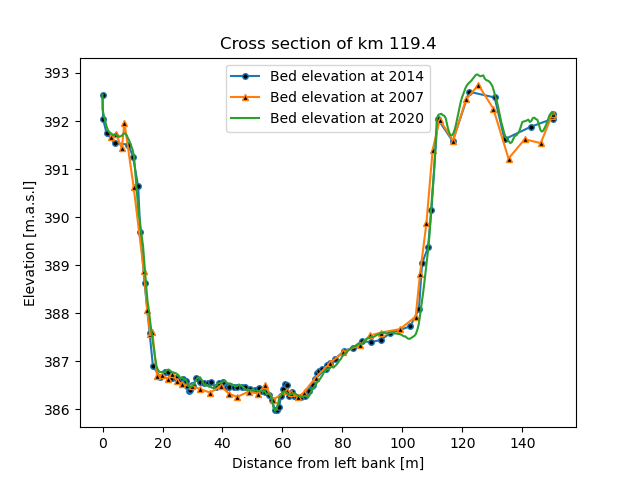 Cross section of km 119.4
Bed elevation at 2014
Bed elevation at 2007
Bed elevation at 2020
Elevation [m.a.s.l]
393
392
391
390
389
388
387
386
0 20 40 60 80 100 120 140
Distance from left bank [m]